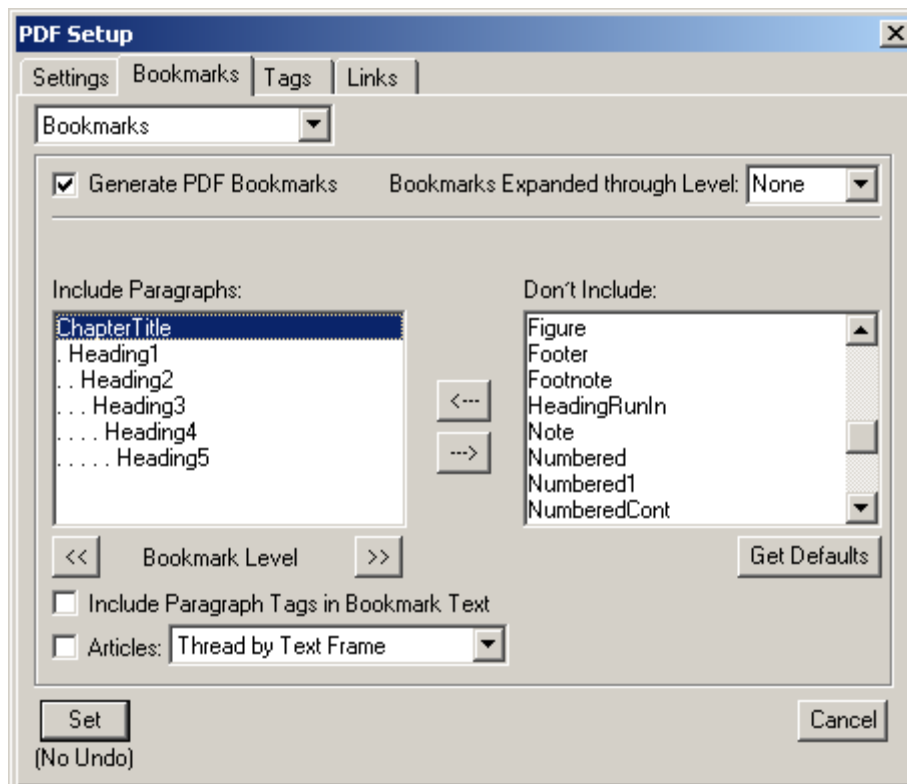 PDF Setup
Settings Bookmarks Tags Links
Bookmarks
Generate PDF Bookmarks Bookmarks Expanded through Level: None
Include Paragraphs:
ChapterTitle
. Heading1
. . Heading2
. . . Heading3
. . . . Heading4
. . . . . Heading5
<---
--->
Don´t Include:
Figure
Footer
Footnote
HeadingRunIn
Note
Numbered
Numbered1
NumberedCont
<< Bookmark Level >> Get Defaults
Include Paragraph Tags in Bookmark Text
Articles: Thread by Text Frame
Set Cancel
(No Undo)